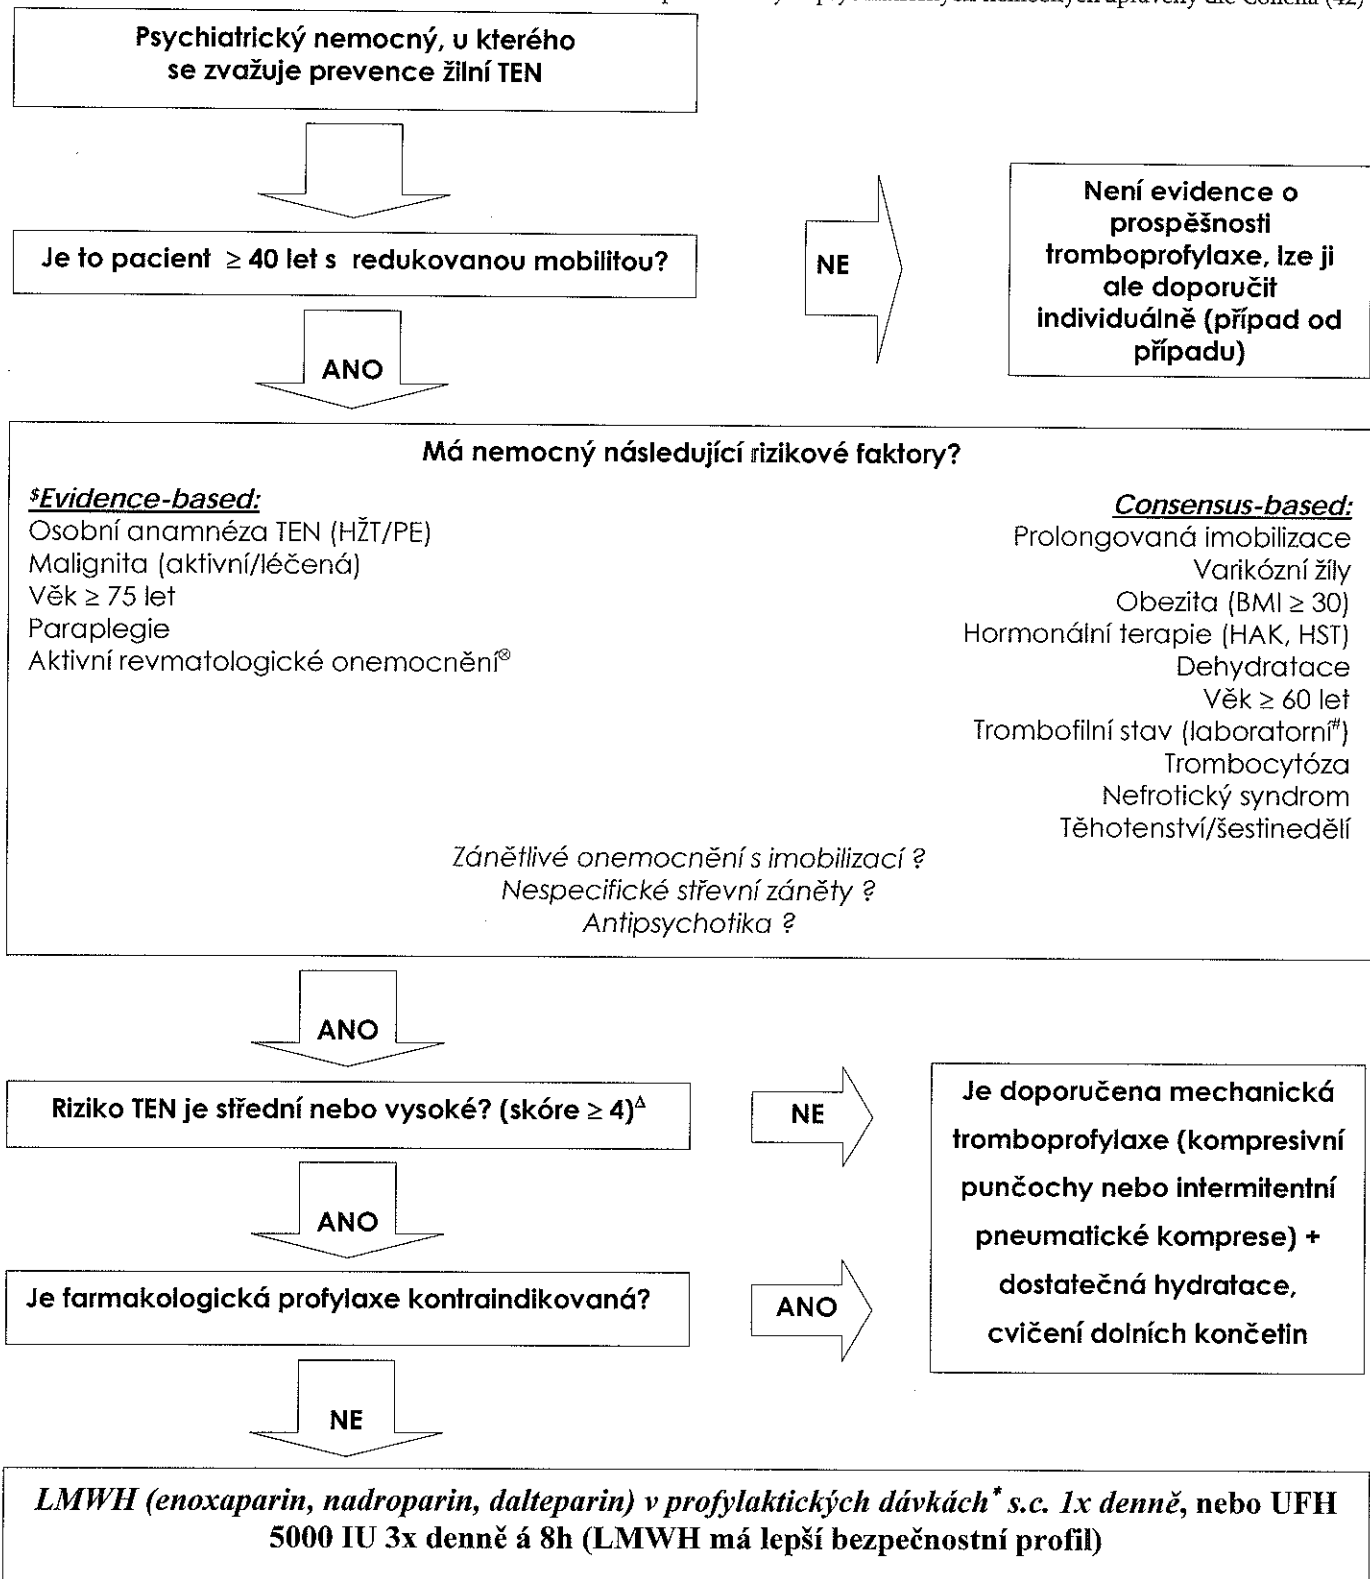 nemocných upravený dle Cohena (42)
Psychiatrický nemocný, u kterého
se zvažuje prevence žilní TEN
Je to pacient ≥ 40 let s redukovanou mobilitou?
NE
Není evidence o
prospěšnosti
tromboprofylaxe, lze ji
ale doporučit
individuálně (případ od
případu)
ANO
Má nemocný následující rizikové faktory?
$Evidence-based:
Osobní anamnéza TEN (HŽT/PE)
Malignita (aktivní/léčená)
Věk ≥ 75 let
Paraplegie
Aktivní revmatologické onemocnění⊗
Consensus-based:
Prolongovaná imobilizace
Varikózní žíly
Obezita (BMI ≥ 30)
Hormonální terapie (HAK, HST)
Dehydratace
Věk ≥ 60 let
Trombofilní stav (laboratorní#)
Trombocytóza
Nefrotický syndrom
Těhotenství/šestinedělí
Zánětlivé onemocnění s imobilizací ?
Nespecifické střevní záněty ?
Antipsychotika ?
ANO
Riziko TEN je střední nebo vysoké? (skóre ≥ 4)Δ
NE
Je doporučena mechanická
tromboprofylaxe (kompresivní
punčochy nebo intermitentní
pneumatické komprese) +
dostatečná hydratace,
cvičení dolních končetin
ANO
Je farmakologická profylaxe kontraindikovaná?
ANO
NE
LMWH (enoxaparin, nadroparin, dalteparin) v profylaktických dávkách* s.c. 1x denně, nebo UFH
5000 IU 3x denně á 8h (LMWH má lepší bezpečnostní profil)